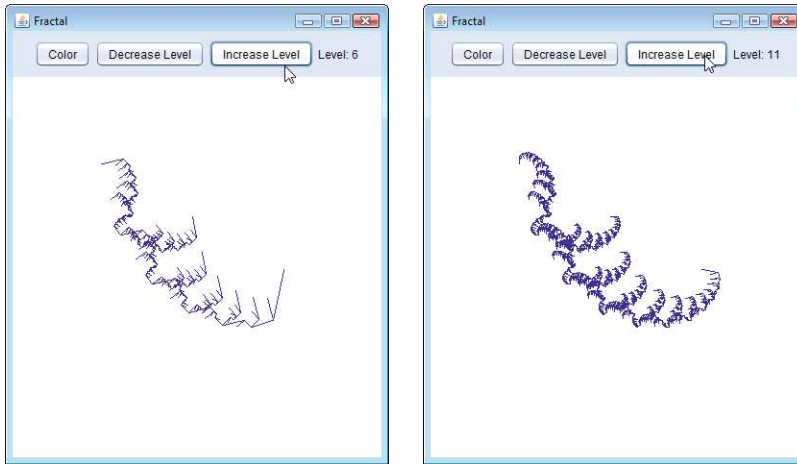 Fractal
Color Decrease Level Increase Level Level: 6
Fractal
Color Decrease Level Increase Level Level: 11